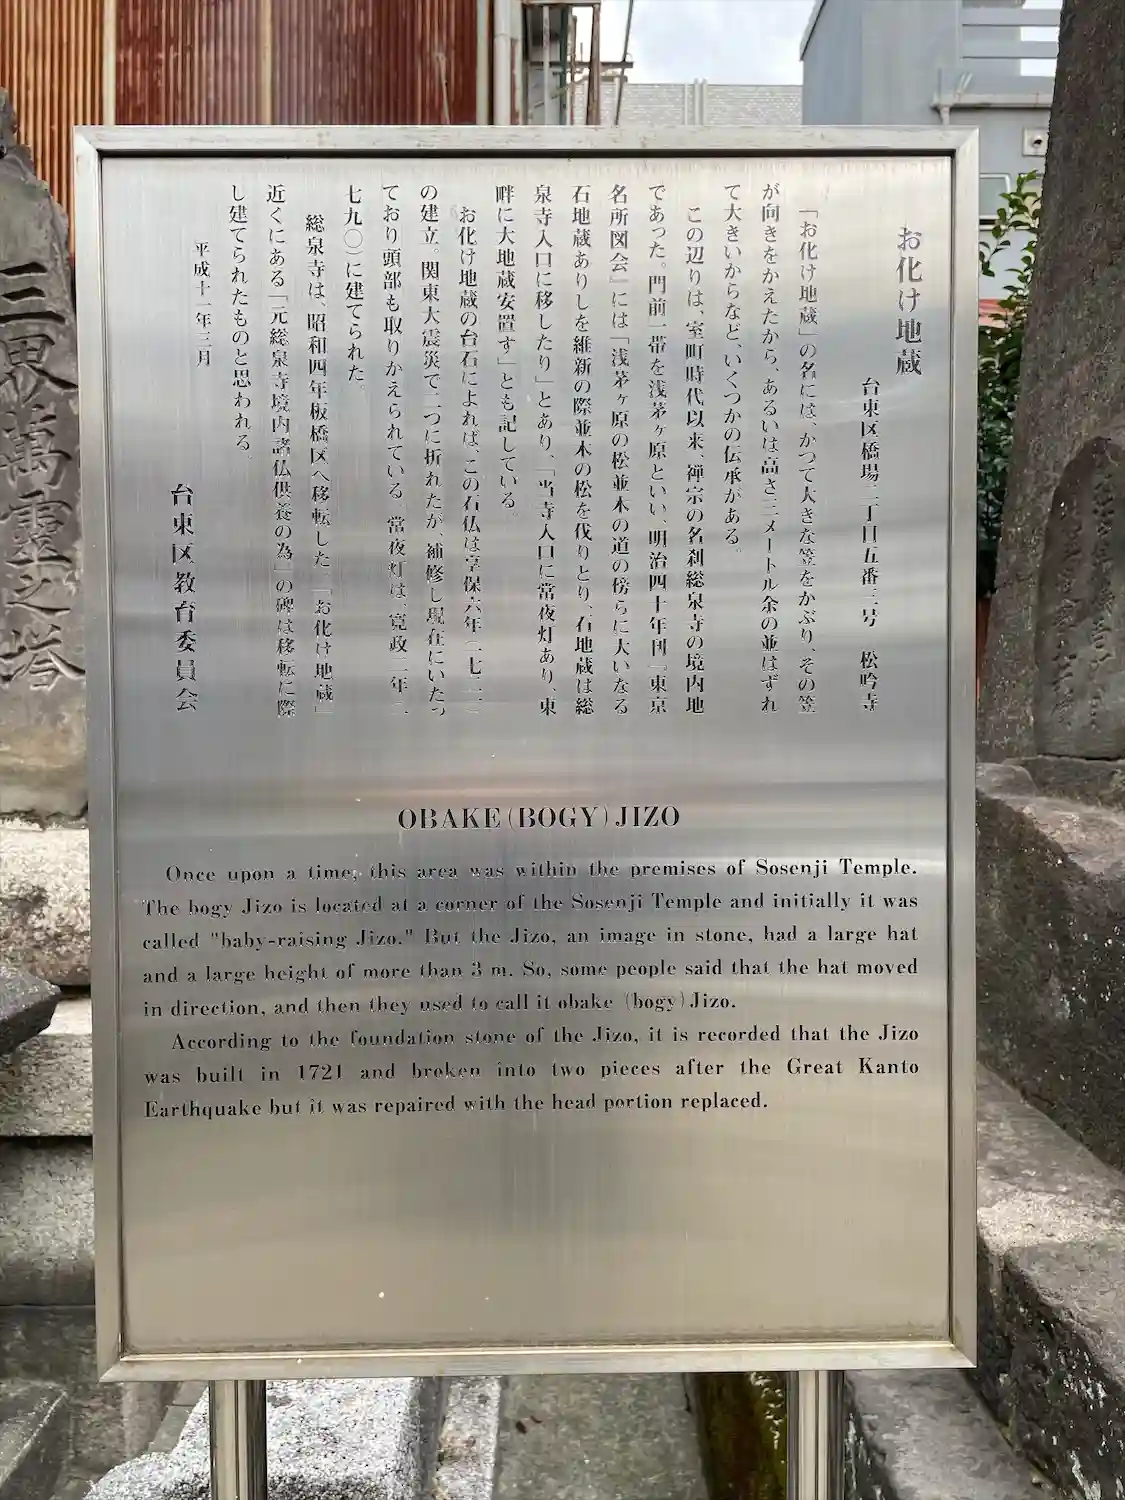 お化け地蔵
台東区橋場二丁目五番三号 松吟寺
「お化け地蔵」の名には、かつて大きな笠をかぶり、その笠
が向きをかえたから、あるいは高さ三メートル余の並はずれ
て大きいからなど、いくつかの伝承がある。
この辺りは、室町時代以来、禅宗の名刹総泉寺の境内地
であった。門前一帯を浅茅ヶ原といい、明治四十年刊『東京
名所図会』には「浅茅ヶ原の松並木の道の傍らに大いなる
石地蔵ありしを維新の際並木の松を伐りとり、石地蔵は総
泉寺入口に移したり」とあり、「当寺入口に常夜灯あり、東
畔に大地蔵安置す」とも記している。
お化け地蔵の台石によれば、この石仏は享保六年(一七二一)
の建立。関東大震災で二つに折れたが、補修し現在にいたっ
ており頭部も取りかえられている。常夜灯は、寛政二年(一
七九〇)に建てられた。
総泉寺は、昭和四年板橋区へ移転した。「お化け地蔵」
近くにある「元総泉寺境内諸仏供養の為」の碑は移転に際
し建てられたものと思われる。
平成十一年三月
台東区教育委員会
OBAKE (BOGY) JIZO
Once upon a time, this area was within the premises of Sosenji Temple.
The bogy Jizo is located at a corner of the Sosenji Temple and initially it was
called "baby-raising Jizo." But the Jizo, an image in stone, had a large hat
and a large height of more than 3 m. So, some people said that the hat moved
in direction, and then they used to call it obake (bogy) Jizo.
According to the foundation stone of the Jizo, it is recorded that the Jizo
was built in 1721 and broken into two pieces after the Great Kanto
Earthquake but it was repaired with the head portion replaced.
三界萬霊之塔